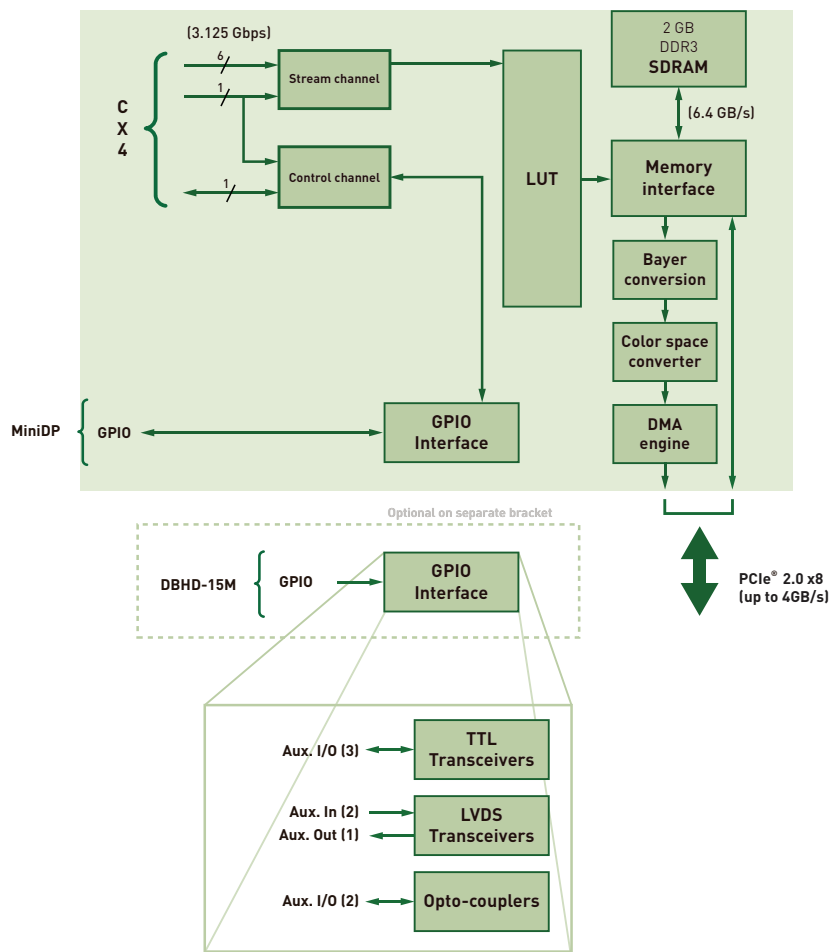 (3.125 Gbps)
6
Stream channel
1
C
X
4
Control channel
1
LUT
2 GB
DDR3
SDRAM
(6.4 GB/s)
Memory
interface
Bayer
conversion
Color space
converter
DMA
engine
MiniDP
GPIO
GPIO
Interface
Optional on separate bracket
DBHD-15M
GPIO
GPIO
Interface
PCIe® 2.0 x8
(up to 4GB/s)
Aux. I/O (3)
TTL
Transceivers
Aux. In (2)
Aux. Out (1)
LVDS
Transceivers
Aux. I/O (2)
Opto-couplers